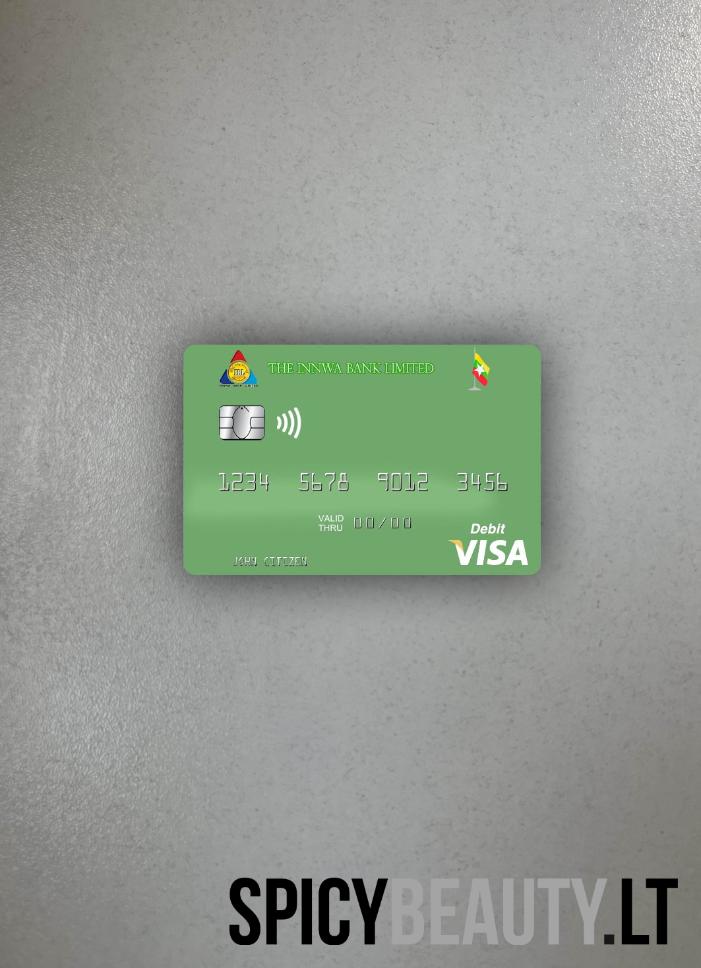 THE INNWA BANK LIMITED
1234 5678 9012 3456
VALID
THRU 00/00
Debit
VISA
JOHN CITIZEN
SPICYBEAUTY.LT